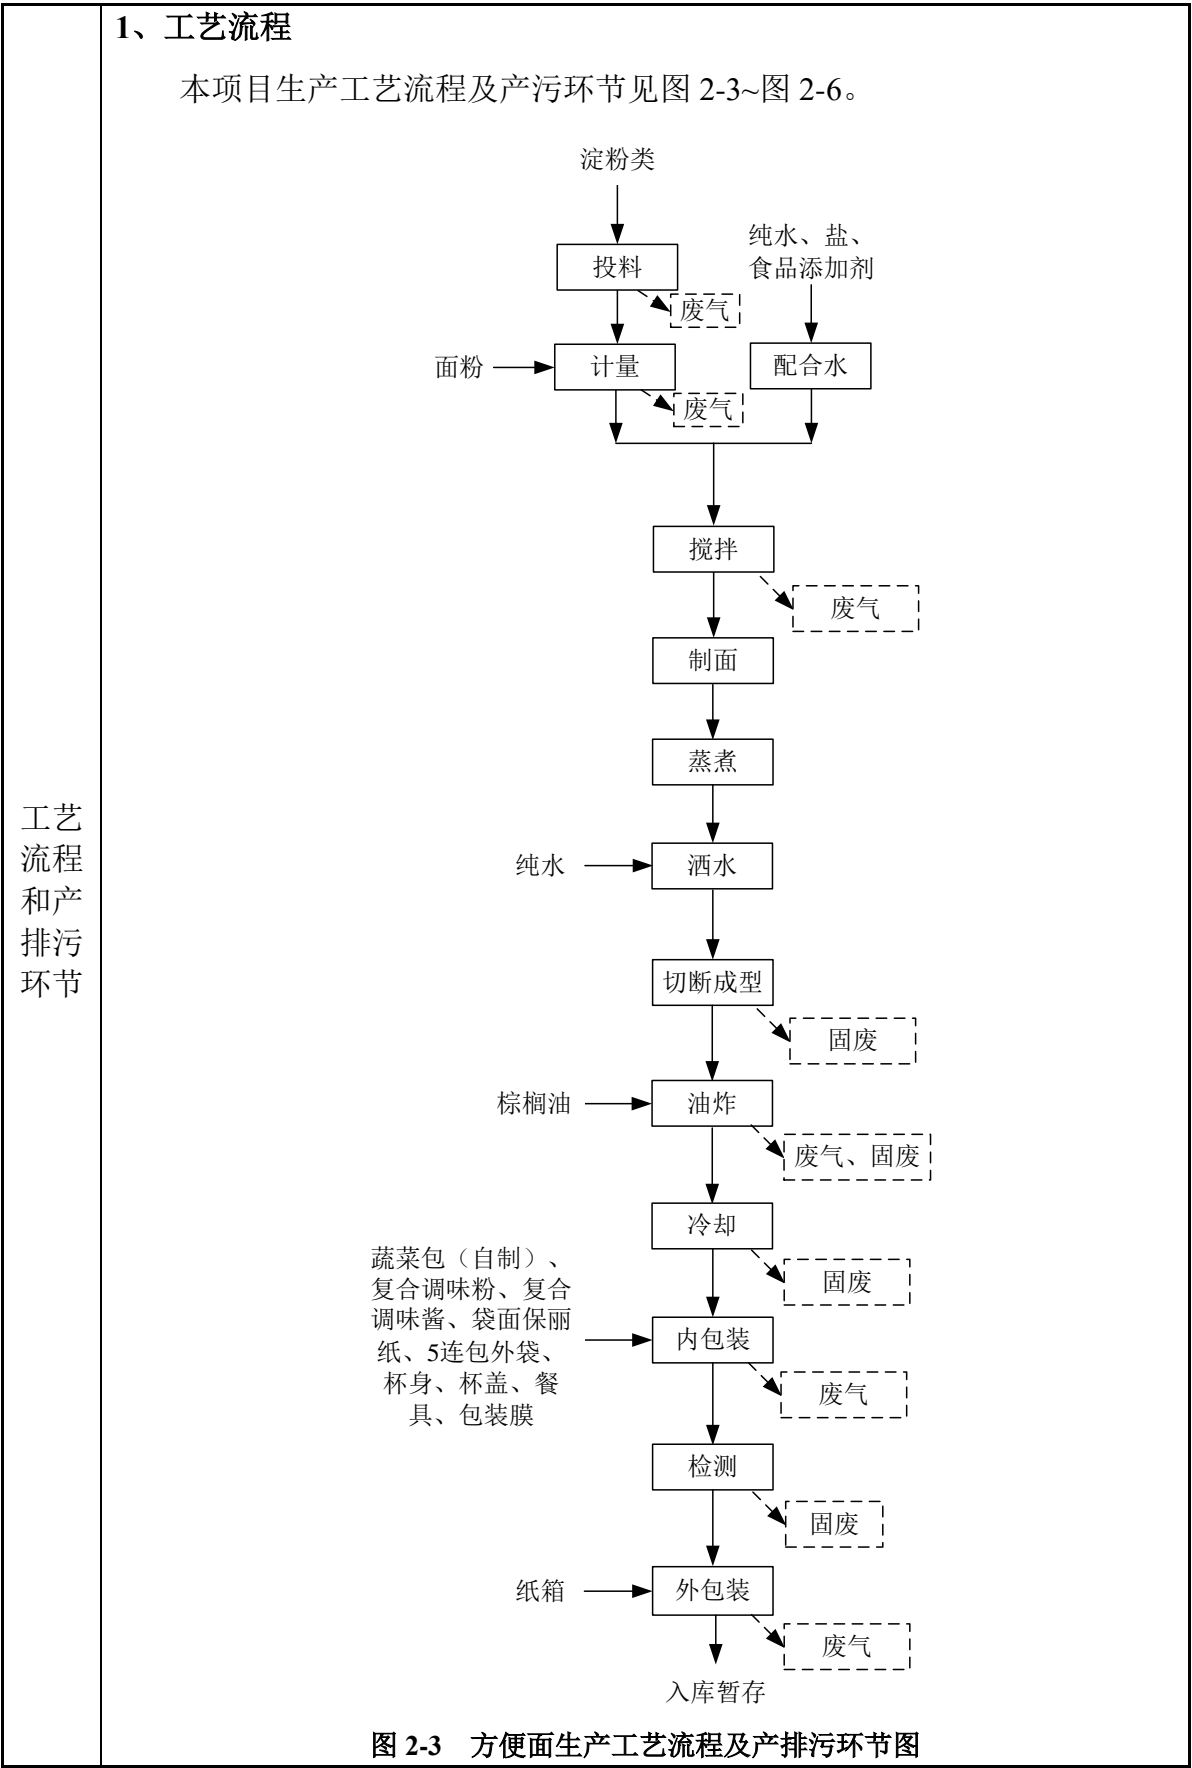 1、工艺流程
本项目生产工艺流程及产污环节见图 2-3~图 2-6。
淀粉类
纯水、盐、
食品添加剂
投料
废气
面粉
计量
配合水
废气
搅拌
废气
制面
蒸煮
工艺
流程
和产
排污
环节
纯水
洒水
切断成型
固废
棕榈油
油炸
废气、固废
冷却
固废
蔬菜包（自制）、
复合调味粉、复合
调味酱、袋面保丽
纸、5连包外袋、
杯身、杯盖、餐
具、包装膜
内包装
废气
检测
固废
纸箱
外包装
废气
入库暂存
图 2-3 方便面生产工艺流程及产排污环节图